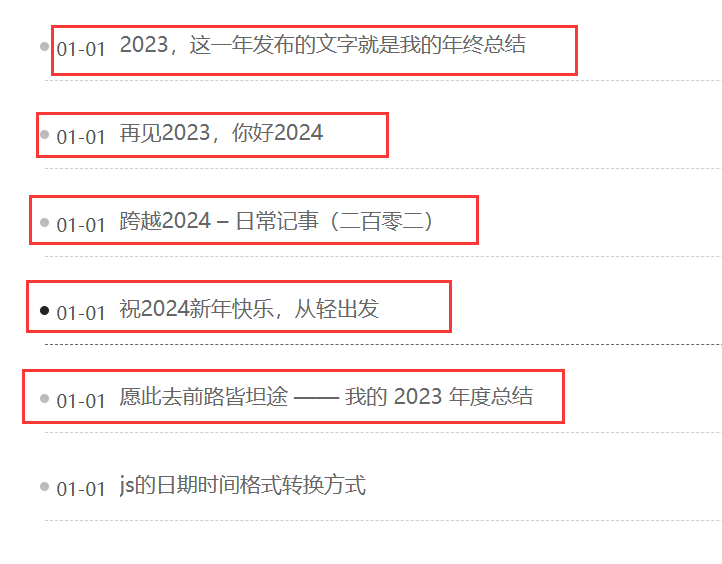 01-01 2023，这一年发布的文字就是我的年终总结
01-01 再见2023，你好2024
01-01 跨越2024 – 日常记事（二百零二）
01-01 祝2024新年快乐，从轻出发
01-01 愿此去前路皆坦途 —— 我的 2023 年度总结
01-01 js的日期时间格式转换方式